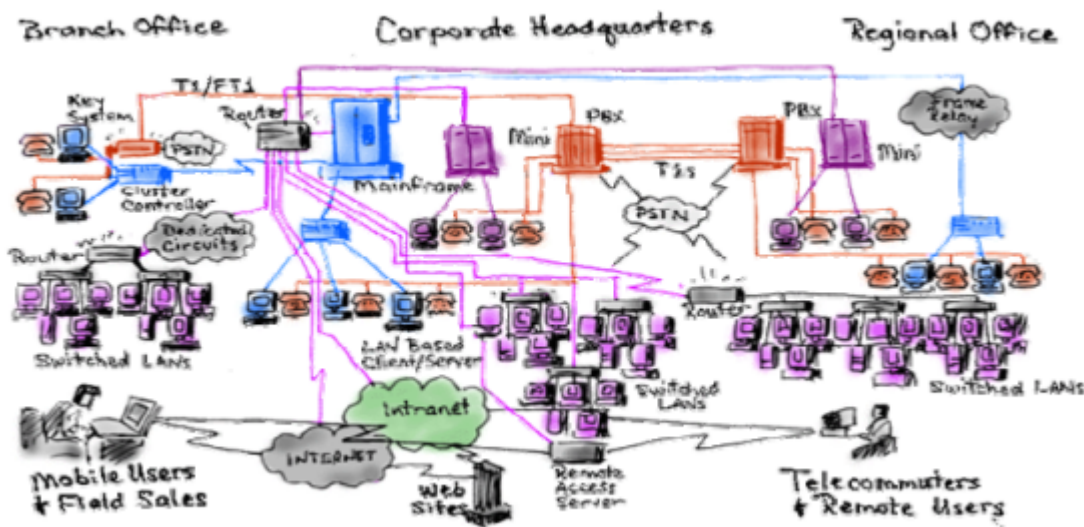 Branch Office
Corporate Headquarters
Regional Office
T1/FT1
Key
System
Router
PBX
PBX
Frame
Relay
PSTN
Mini
Mini
Mainframe
T1s
Cluster
Controller
PSTN
Dedicated
Circuits
Router
Router
Switched LANs
LAN Based
Client/Server
Switched
LANs
Switched LANs
Intranet
INTERNET
Mobile Users
& Field Sales
Web
Sites
Remote
Access
Server
Telecommuters
& Remote Users